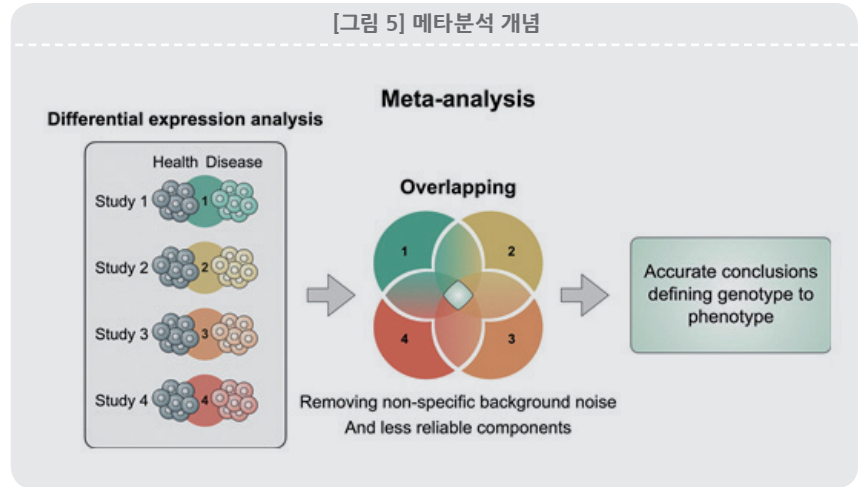 [그림 5] 메타분석 개념
Meta-analysis
Differential expression analysis
Health Disease
Study 1
1
Study 2
2
Study 3
3
Study 4
4
Overlapping
1
2
4
3
Removing non-specific background noise
And less reliable components
Accurate conclusions
defining genotype to
phenotype